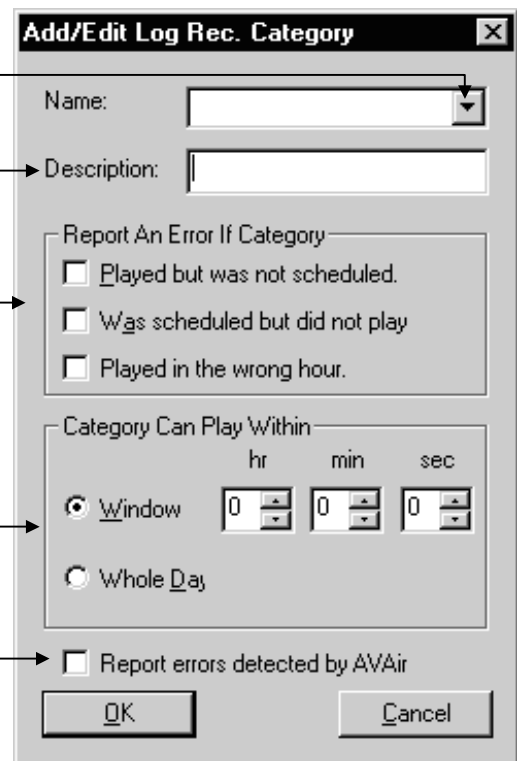 Add/Edit Log Rec. Category
Name:
Description:
Report An Error If Category
Played but was not scheduled.
Was scheduled but did not play
Played in the wrong hour.
Category Can Play Within
hr min sec
Window 0 0 0
Whole Day
Report errors detected by AVAir
OK Cancel